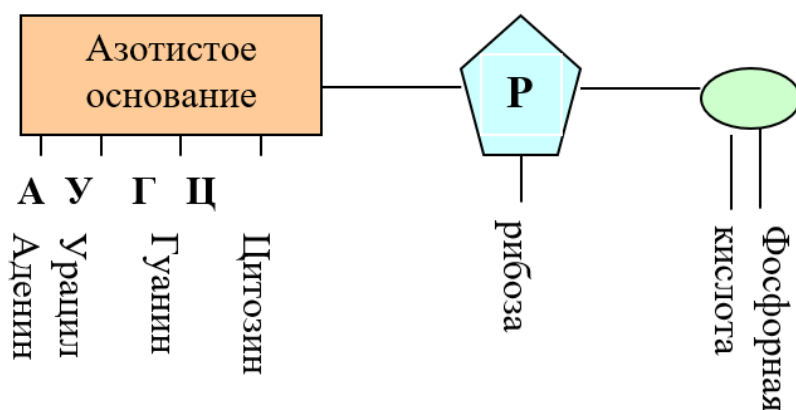 Азотистое
основание
Р
А У Г Ц
Аденин
Урацил
Гуанин
Цитозин
рибоза
Фосфорная
кислота